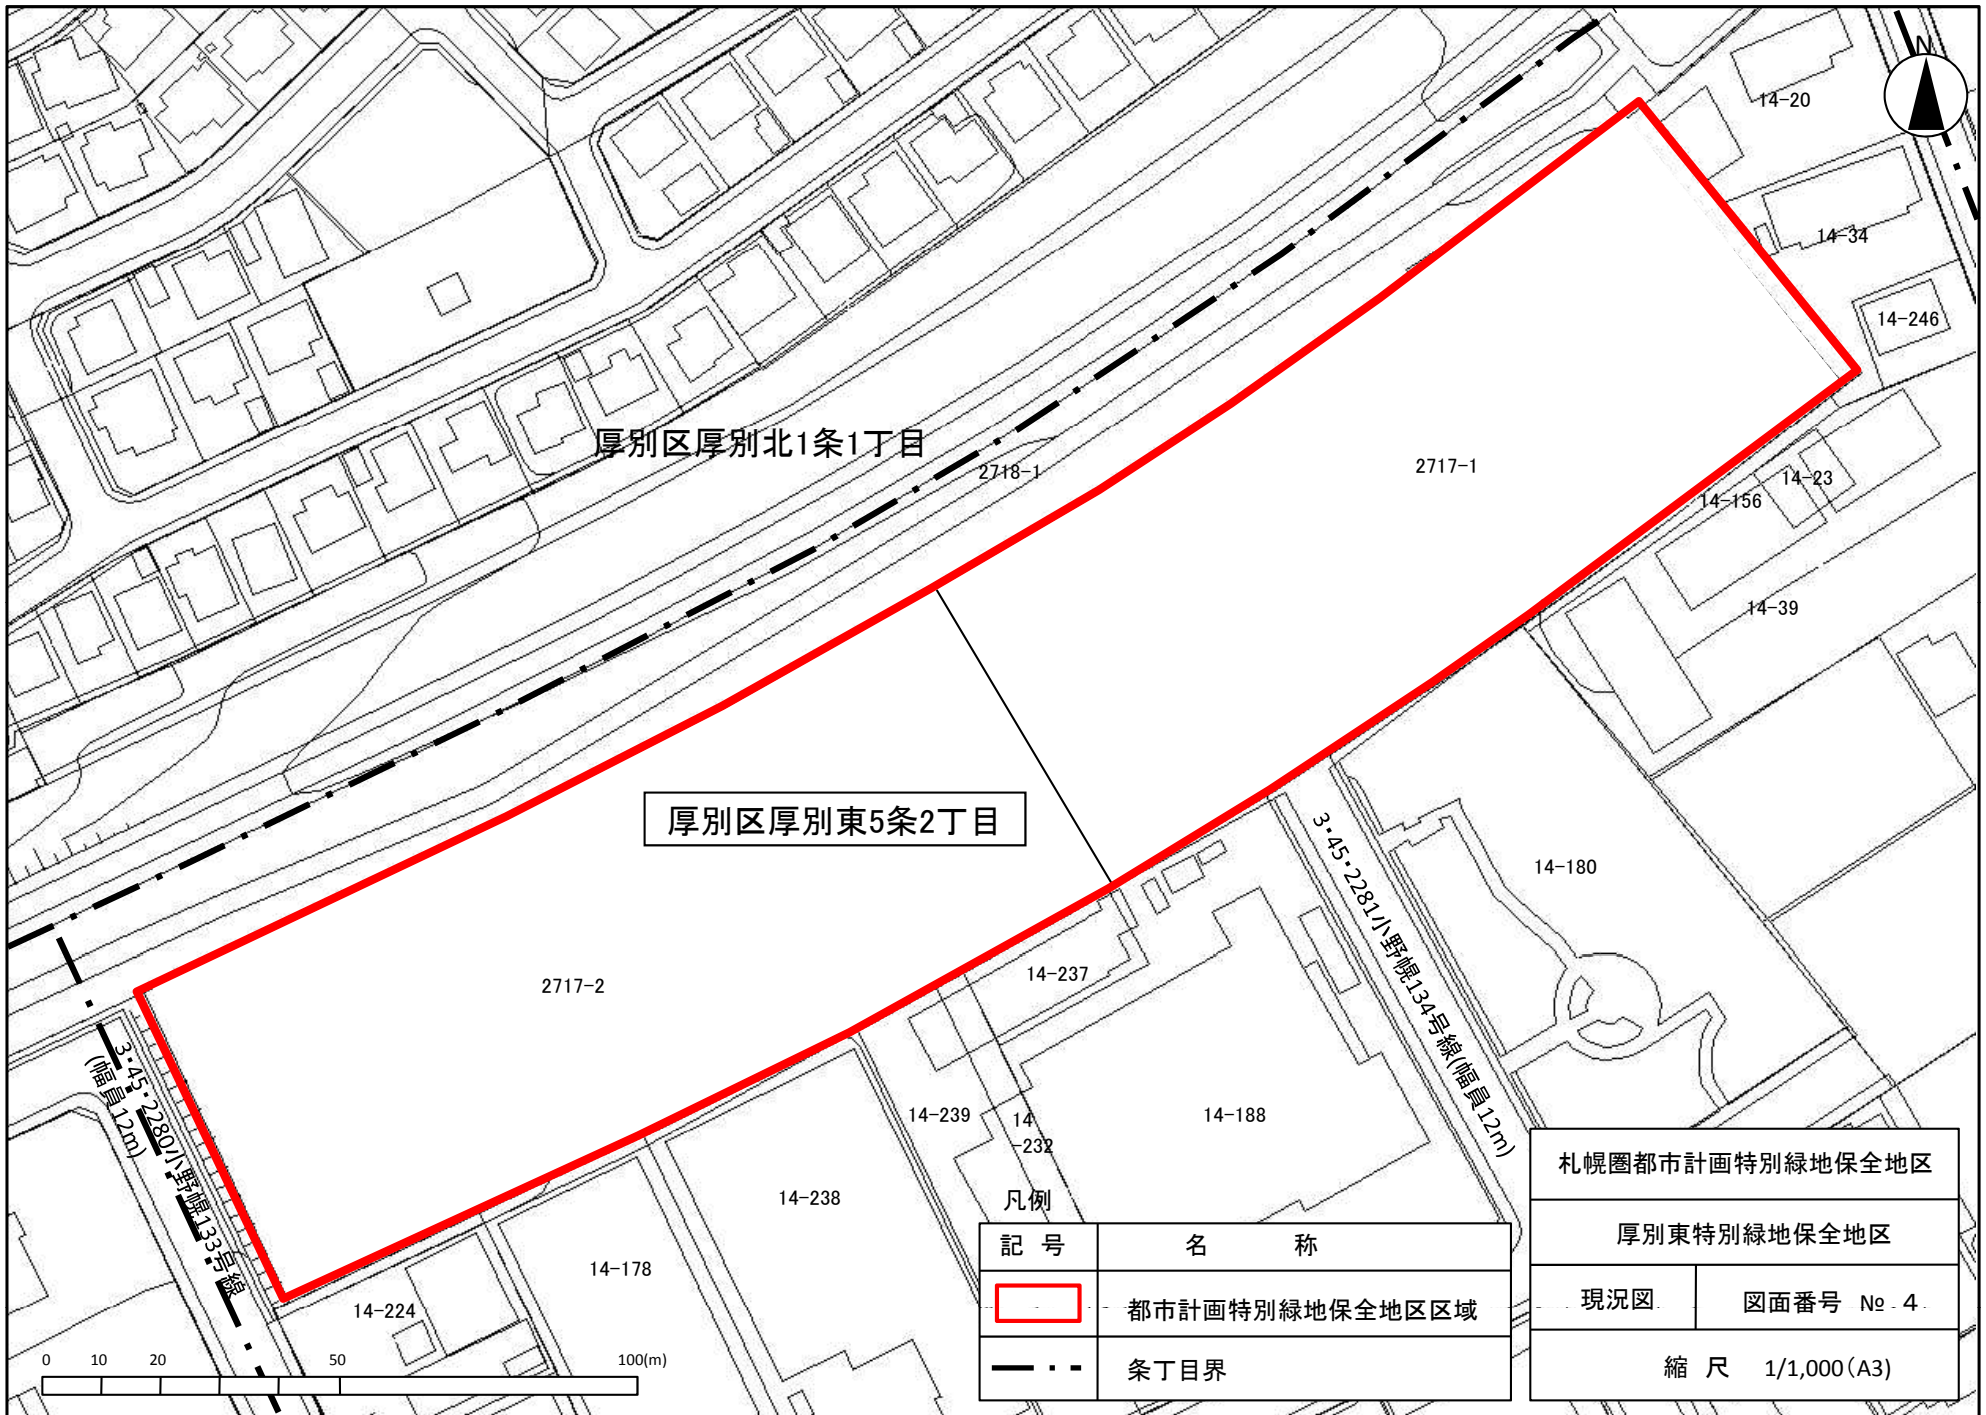 N
14-20
14-34
14-246
厚別区厚別北1条1丁目
2718-1
2717-1
14-23
14-156
14-39
厚別区厚別東5条2丁目
3・45・2281小野幌134号線(幅員12m)
14-180
2717-2
14-237
3・45・2280小野幌133号線
(幅員12m)
14-239
14
-232
14-188
14-238
14-178
14-224
0 10 20 50 100(m)
凡例
記 号 名 称
都市計画特別緑地保全地区区域
条丁目界
札幌圏都市計画特別緑地保全地区
厚別東特別緑地保全地区
現況図 図面番号 № 4
縮 尺 1/1,000(A3)